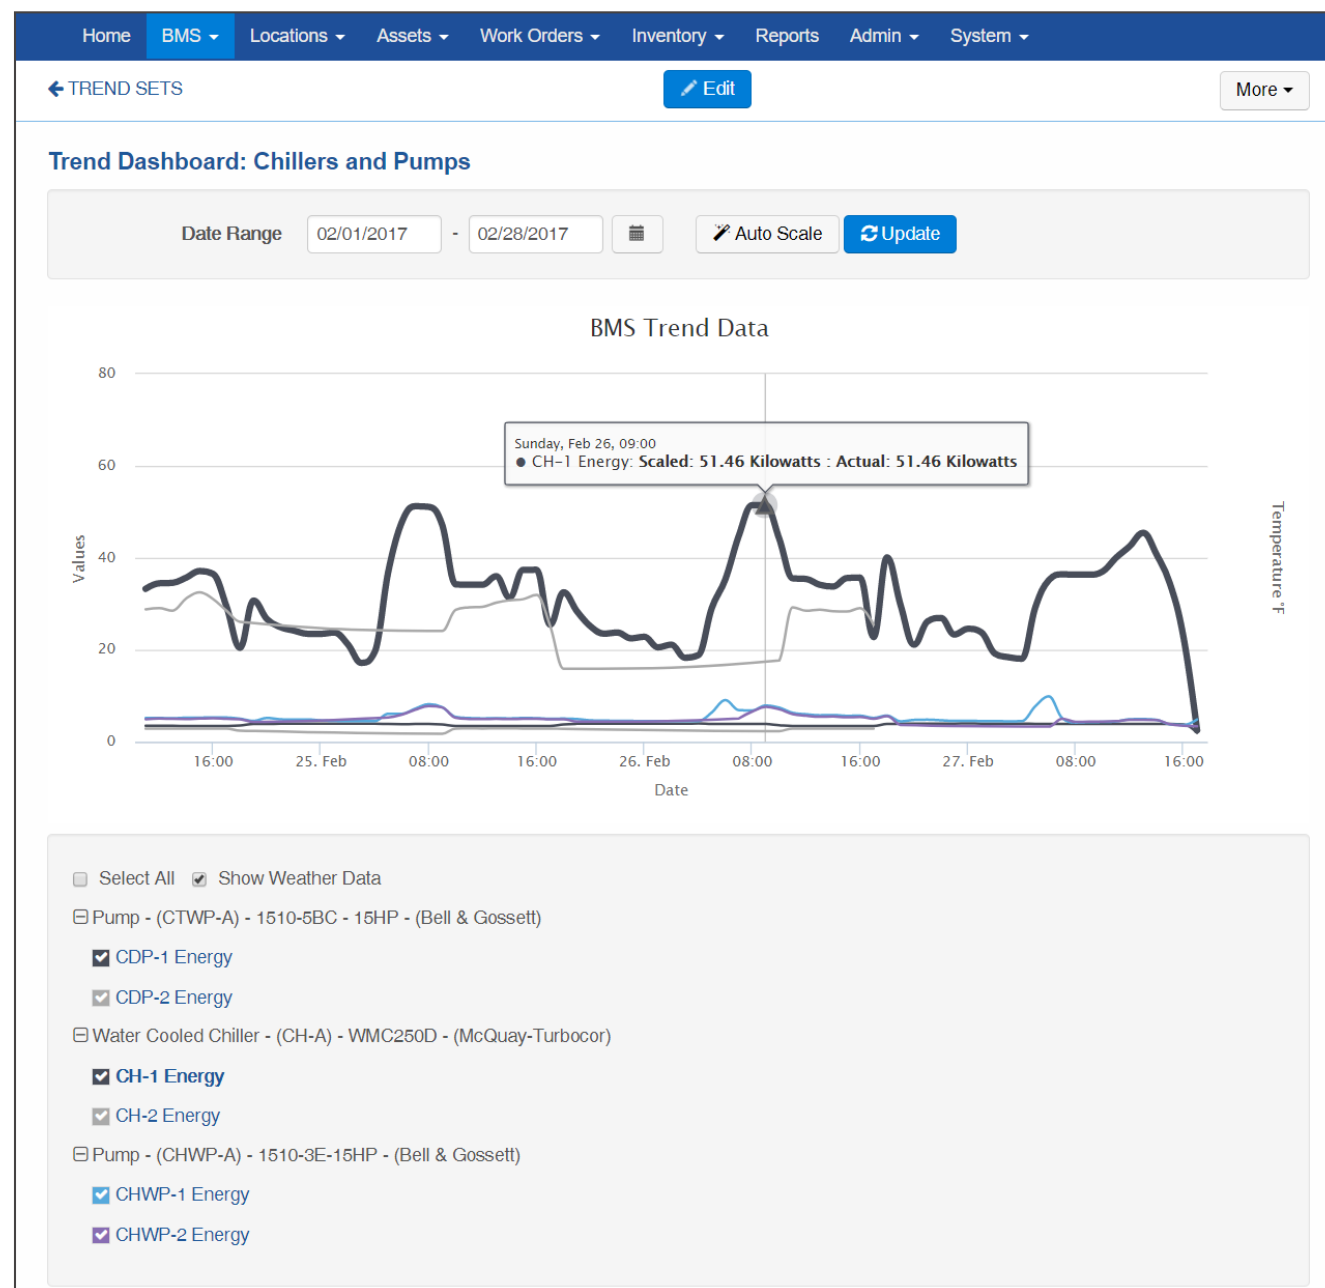 Home BMS Locations Assets Work Orders Inventory Reports Admin System
TREND SETS Edit More
Trend Dashboard: Chillers and Pumps
Date Range 02/01/2017 - 02/28/2017 Auto Scale Update
BMS Trend Data
80
60
40
20
0
Values
Sunday, Feb 26, 09:00
● CH-1 Energy: Scaled: 51.46 Kilowatts : Actual: 51.46 Kilowatts
Temperature °F
16:00 25. Feb 08:00 16:00 26. Feb 08:00 16:00 27. Feb 08:00 16:00
Date
Select All Show Weather Data
Pump - (CTWP-A) - 1510-5BC - 15HP - (Bell & Gossett)
CDP-1 Energy
CDP-2 Energy
Water Cooled Chiller - (CH-A) - WMC250D - (McQuay-Turbocor)
CH-1 Energy
CH-2 Energy
Pump - (CHWP-A) - 1510-3E-15HP - (Bell & Gossett)
CHWP-1 Energy
CHWP-2 Energy